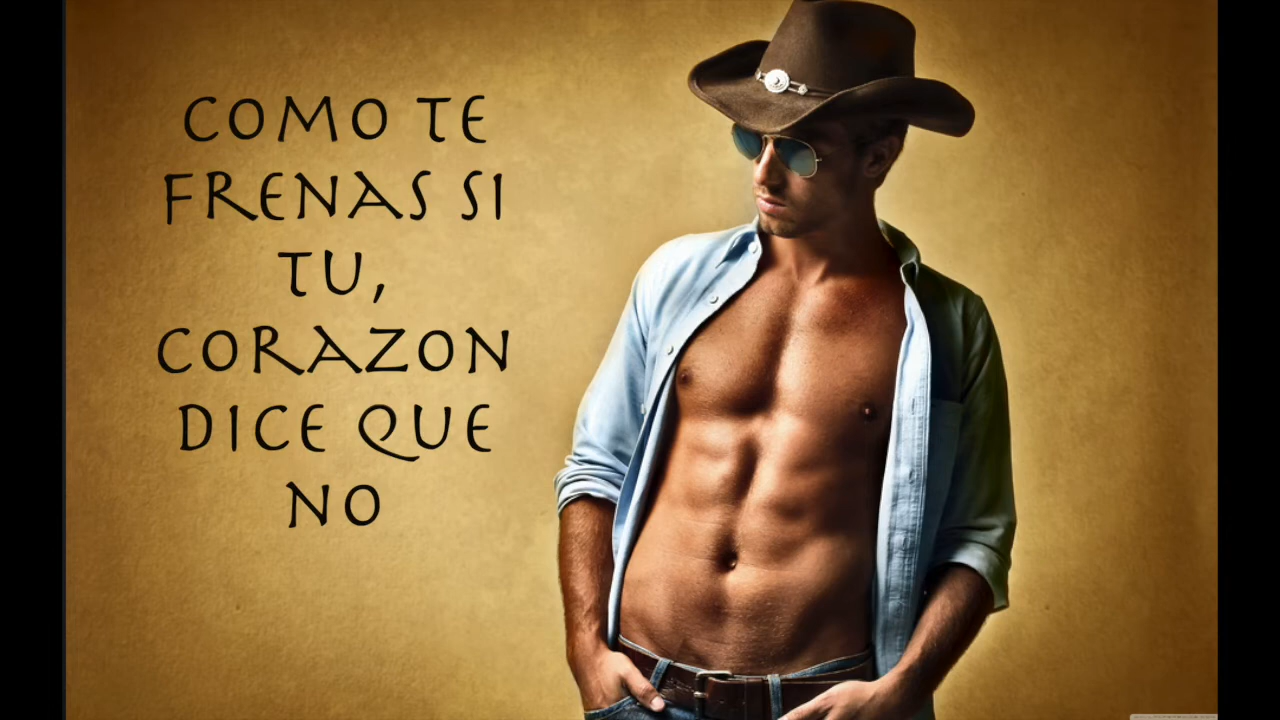 COMO TE
FRENAS SI
TU,
CORAZON
DICE QUE
NO